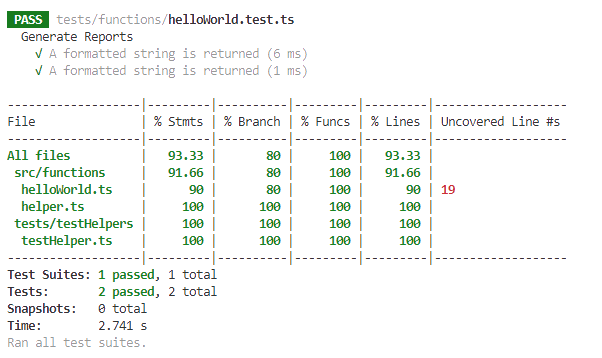 PASS tests/functions/helloWorld.test.ts
  Generate Reports
    √ A formatted string is returned (6 ms)
    √ A formatted string is returned (1 ms)

-------------------|---------|----------|---------|---------|-------------------
File               | % Stmts | % Branch | % Funcs | % Lines | Uncovered Line #s
-------------------|---------|----------|---------|---------|-------------------
All files          |   93.33 |       80 |     100 |   93.33 |
 src/functions     |   91.66 |       80 |     100 |   91.66 |
  helloWorld.ts    |      90 |       80 |     100 |      90 | 19
  helper.ts        |     100 |      100 |     100 |     100 |
 tests/testHelpers |     100 |      100 |     100 |     100 |
  testHelper.ts    |     100 |      100 |     100 |     100 |
-------------------|---------|----------|---------|---------|-------------------
Test Suites: 1 passed, 1 total
Tests:       2 passed, 2 total
Snapshots:   0 total
Time:        2.741 s
Ran all test suites.